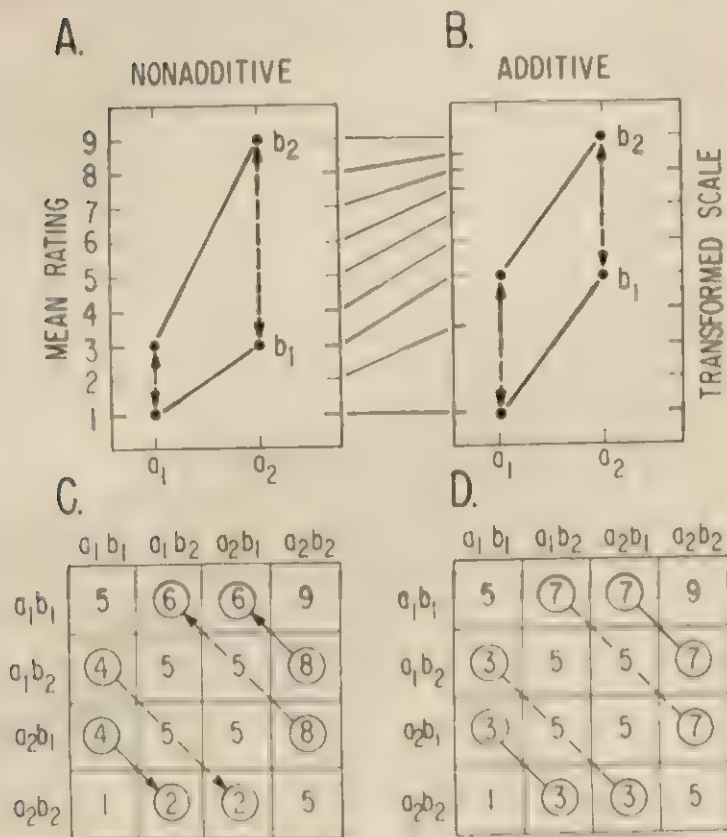 A.
NONADDITIVE
MEAN RATING
9
8
7
6
5
4
3
2
1
b₂
b₁
a₁ a₂
B.
ADDITIVE
b₂
b₁
a₁ a₂
TRANSFORMED SCALE
C.
a₁b₁ a₁b₂ a₂b₁ a₂b₂
a₁b₁ 5 6 6 9
a₁b₂ 4 5 5 8
a₂b₁ 4 5 5 8
a₂b₂ 1 2 2 5
D.
a₁b₁ a₁b₂ a₂b₁ a₂b₂
a₁b₁ 5 7 7 9
a₁b₂ 3 5 5 7
a₂b₁ 3 5 5 7
a₂b₂ 1 3 3 5